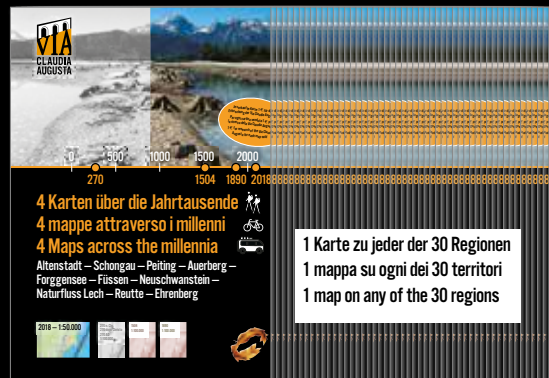 VIA
CLAUDIA
AUGUSTA
0 500 1000 1500 2000
270 1504 1890 2018
4 Karten über die Jahrtausende
4 mappe attraverso i millenni
4 Maps across the millennia
Altenstadt – Schongau – Peiting – Auerberg –
Forggensee – Füssen – Neuschwanstein –
Naturfluss Lech – Reutte – Ehrenberg
2018 – 1:50.000
1 Karte zu jeder der 30 Regionen
1 mappa su ogni dei 30 territori
1 map on any of the 30 regions